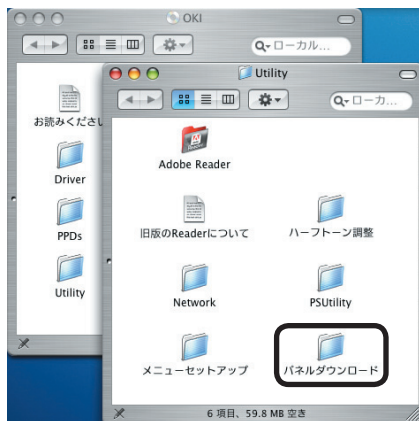 OKI
ローカル...
お読みくださ
Driver
PPDs
Utility
Utility
ローカ...
Adobe Reader
旧版のReaderについて
ハーフトーン調整
Network
PSUtility
メニューセットアップ
パネルダウンロード
6 項目、59.8 MB 空き